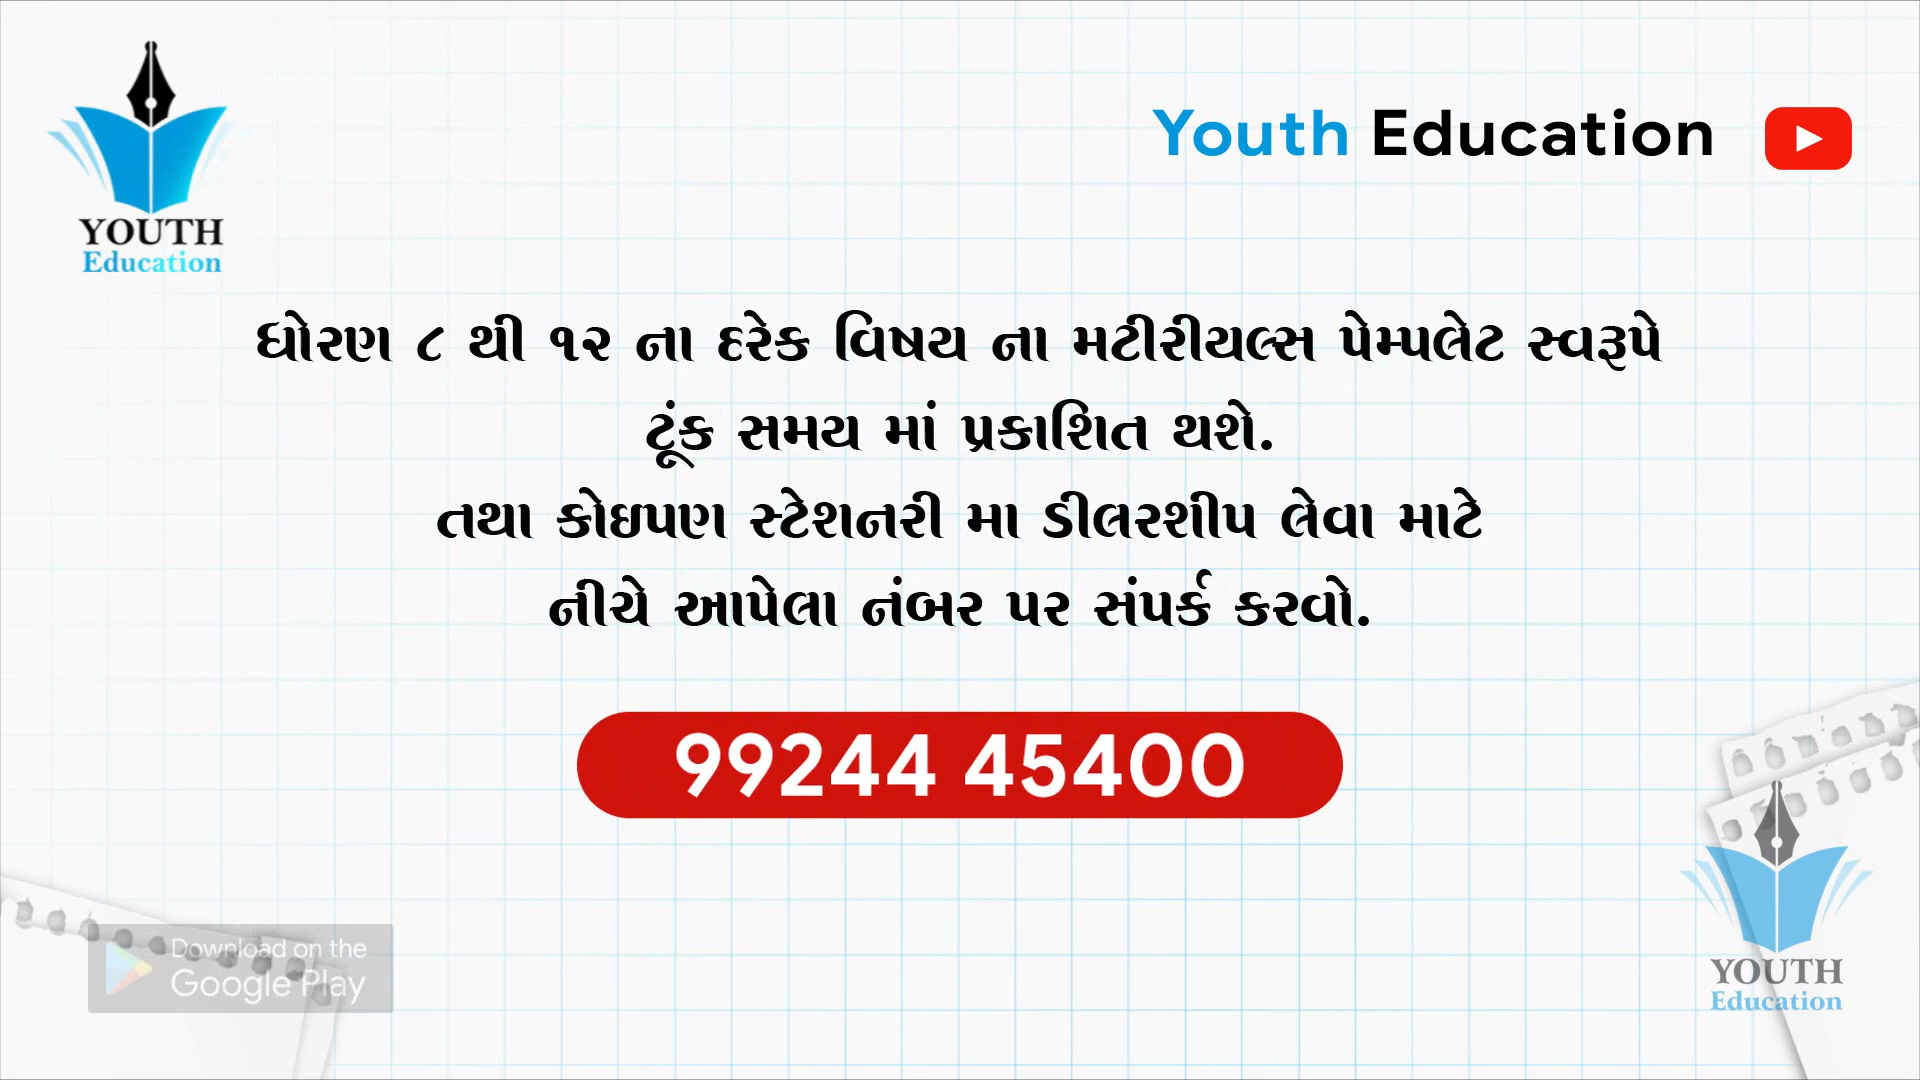 YOUTH
Education
Youth Education
ધોરણ ૮ થી ૧૨ ના દરેક વિષય ના મટીરીયલ્સ પેમ્પલેટ સ્વરૂપે
ટૂંક સમય માં પ્રકાશિત થશે.
તથા કોઇપણ સ્ટેશનરી મા ડીલરશીપ લેવા માટે
નીચે આપેલા નંબર પર સંપર્ક કરવો.
99244 45400
Download on the
Google Play
YOUTH
Education